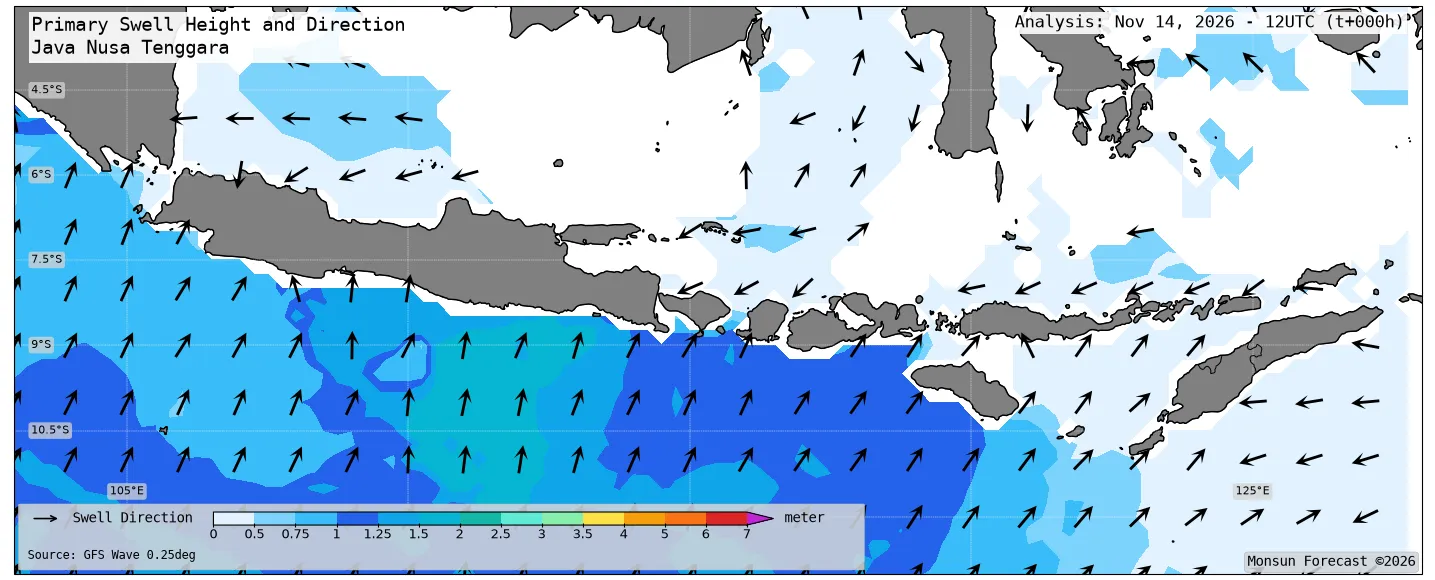 Primary Swell Height and Direction
Java Nusa Tenggara
Analysis: Nov 14, 2026 - 12UTC (t+000h)
4.5°S
6°S
7.5°S
9°S
10.5°S
105°E
125°E
Swell Direction
0 0.5 0.75 1 1.25 1.5 2 2.5 3 3.5 4 5 6 7
meter
Source: GFS Wave 0.25deg
Monsun Forecast ©2026